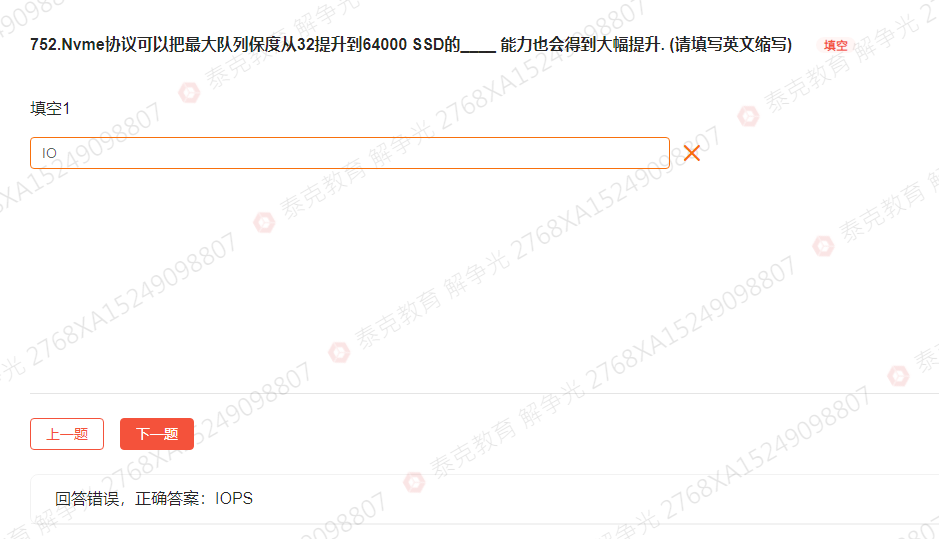 752.Nvme协议可以把最大队列保度从32提升到64000 SSD的____ 能力也会得到大幅提升. (请填写英文缩写) 填空
填空1
IO
上一题 下一题
回答错误，正确答案：IOPS
泰克教育 解争光 2768XA15249098807